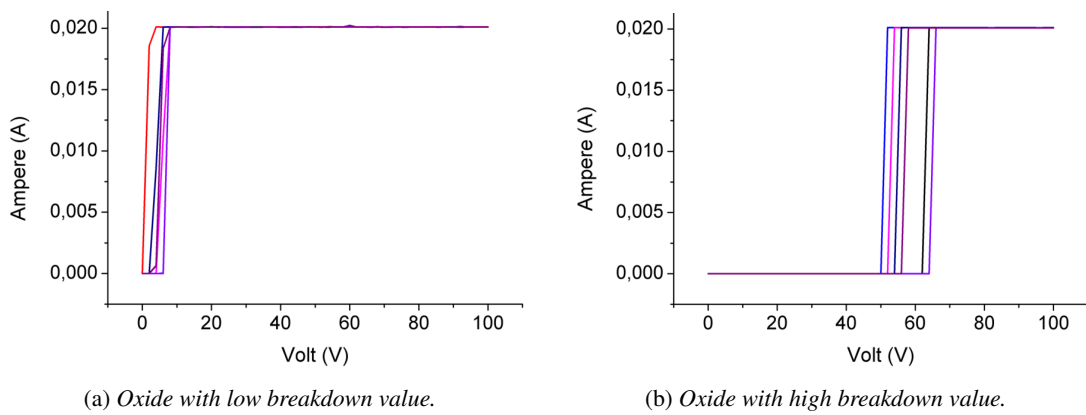 0,020
0,015
0,010
0,005
0,000
Ampere (A)
0 20 40 60 80 100
Volt (V)
(a) Oxide with low breakdown value.
0,020
0,015
0,010
0,005
0,000
Ampere (A)
0 20 40 60 80 100
Volt (V)
(b) Oxide with high breakdown value.